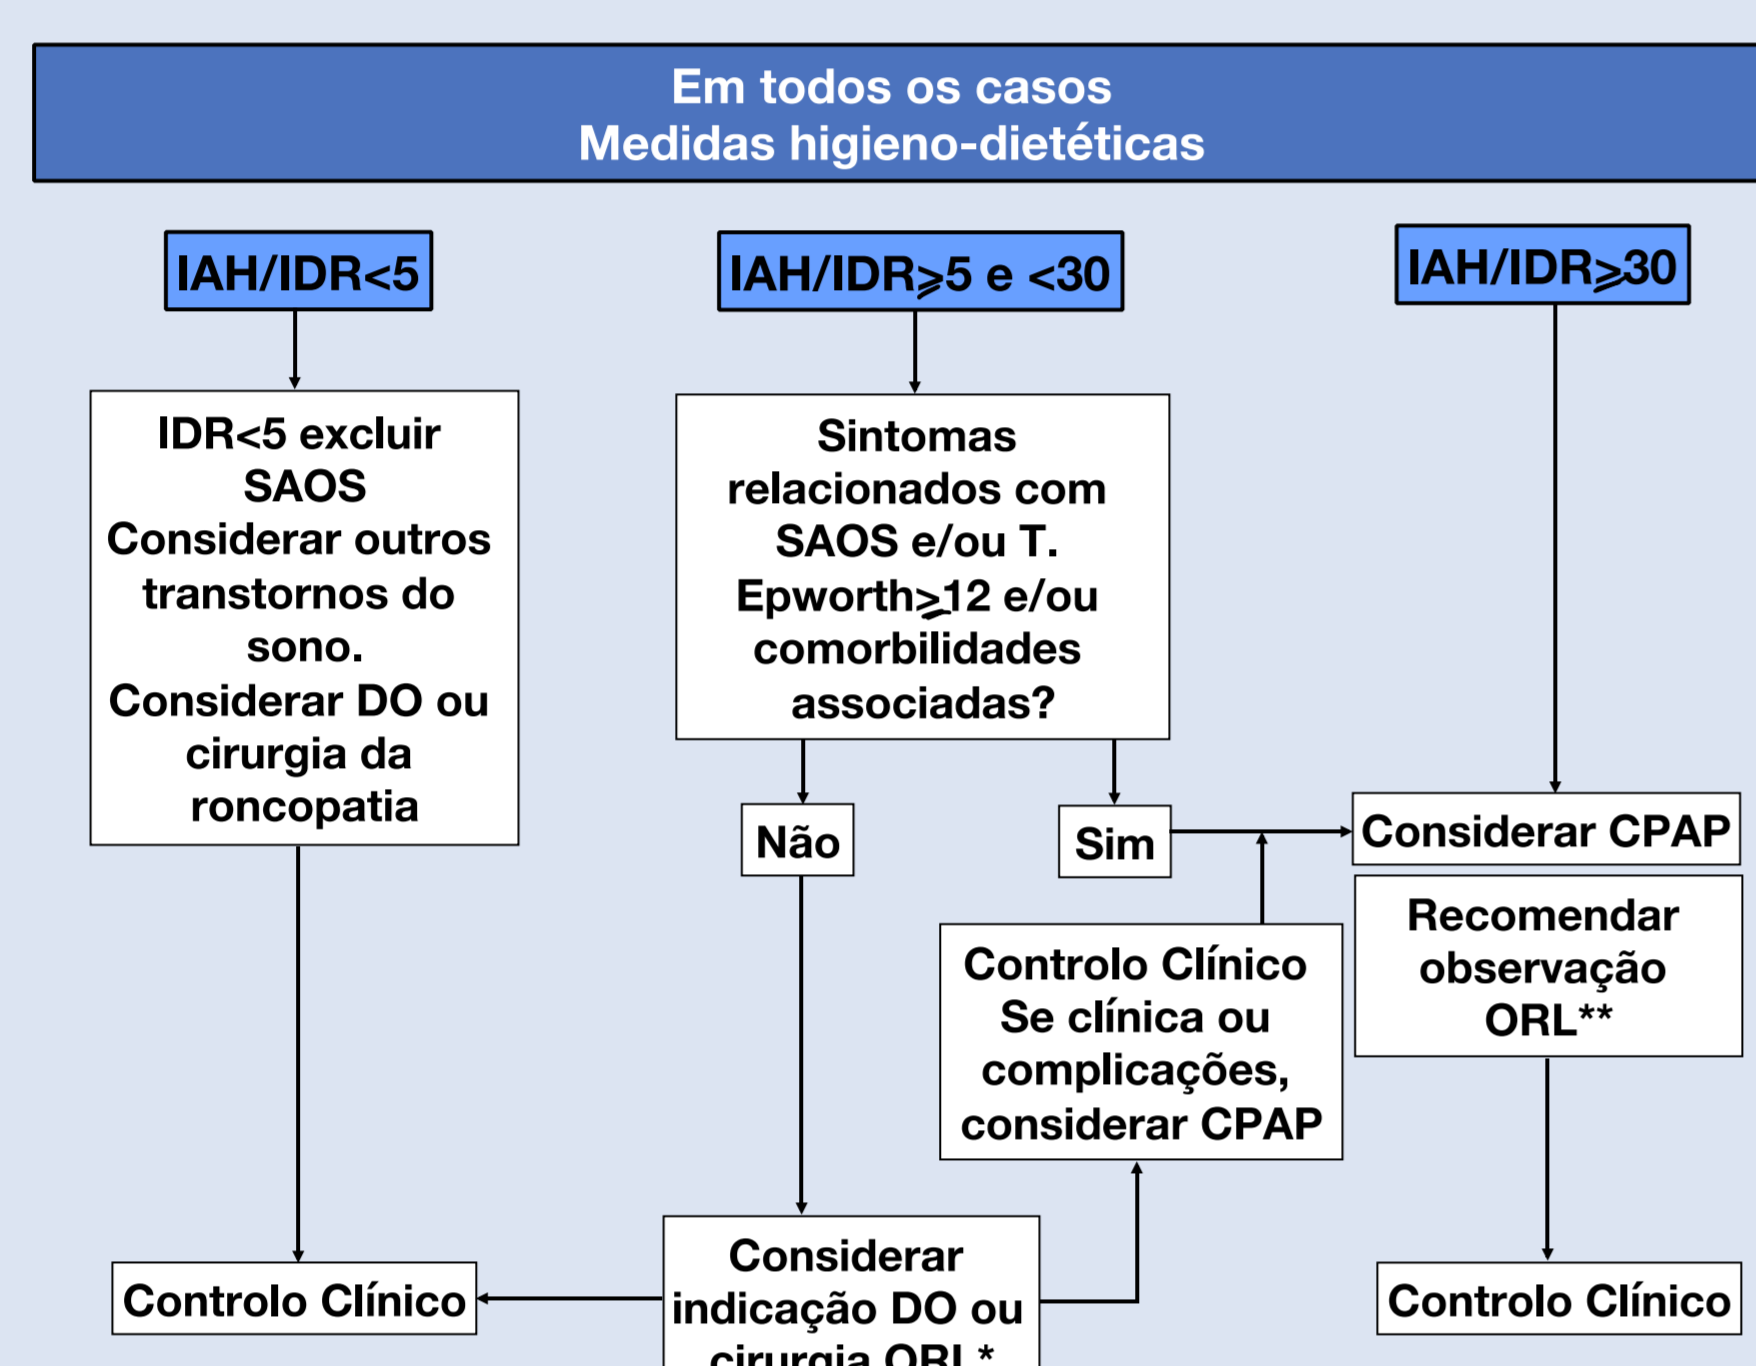 Em todos os casos
Medidas higieno-dietéticas
IAH/IDR<5
IAH/IDR⩾5 e <30
IAH/IDR⩾30
IDR<5 excluir
SAOS
Considerar outros
transtornos do
sono.
Considerar DO ou
cirurgia da
roncopatia
Sintomas
relacionados com
SAOS e/ou T.
Epworth⩾12 e/ou
comorbilidades
associadas?
Não
Sim
Considerar CPAP
Recomendar
observação
ORL**
Controlo Clínico
Se clínica ou
complicações,
considerar CPAP
Controlo Clínico
Considerar
indicação DO ou
cirurgia ORL*
Controlo Clínico